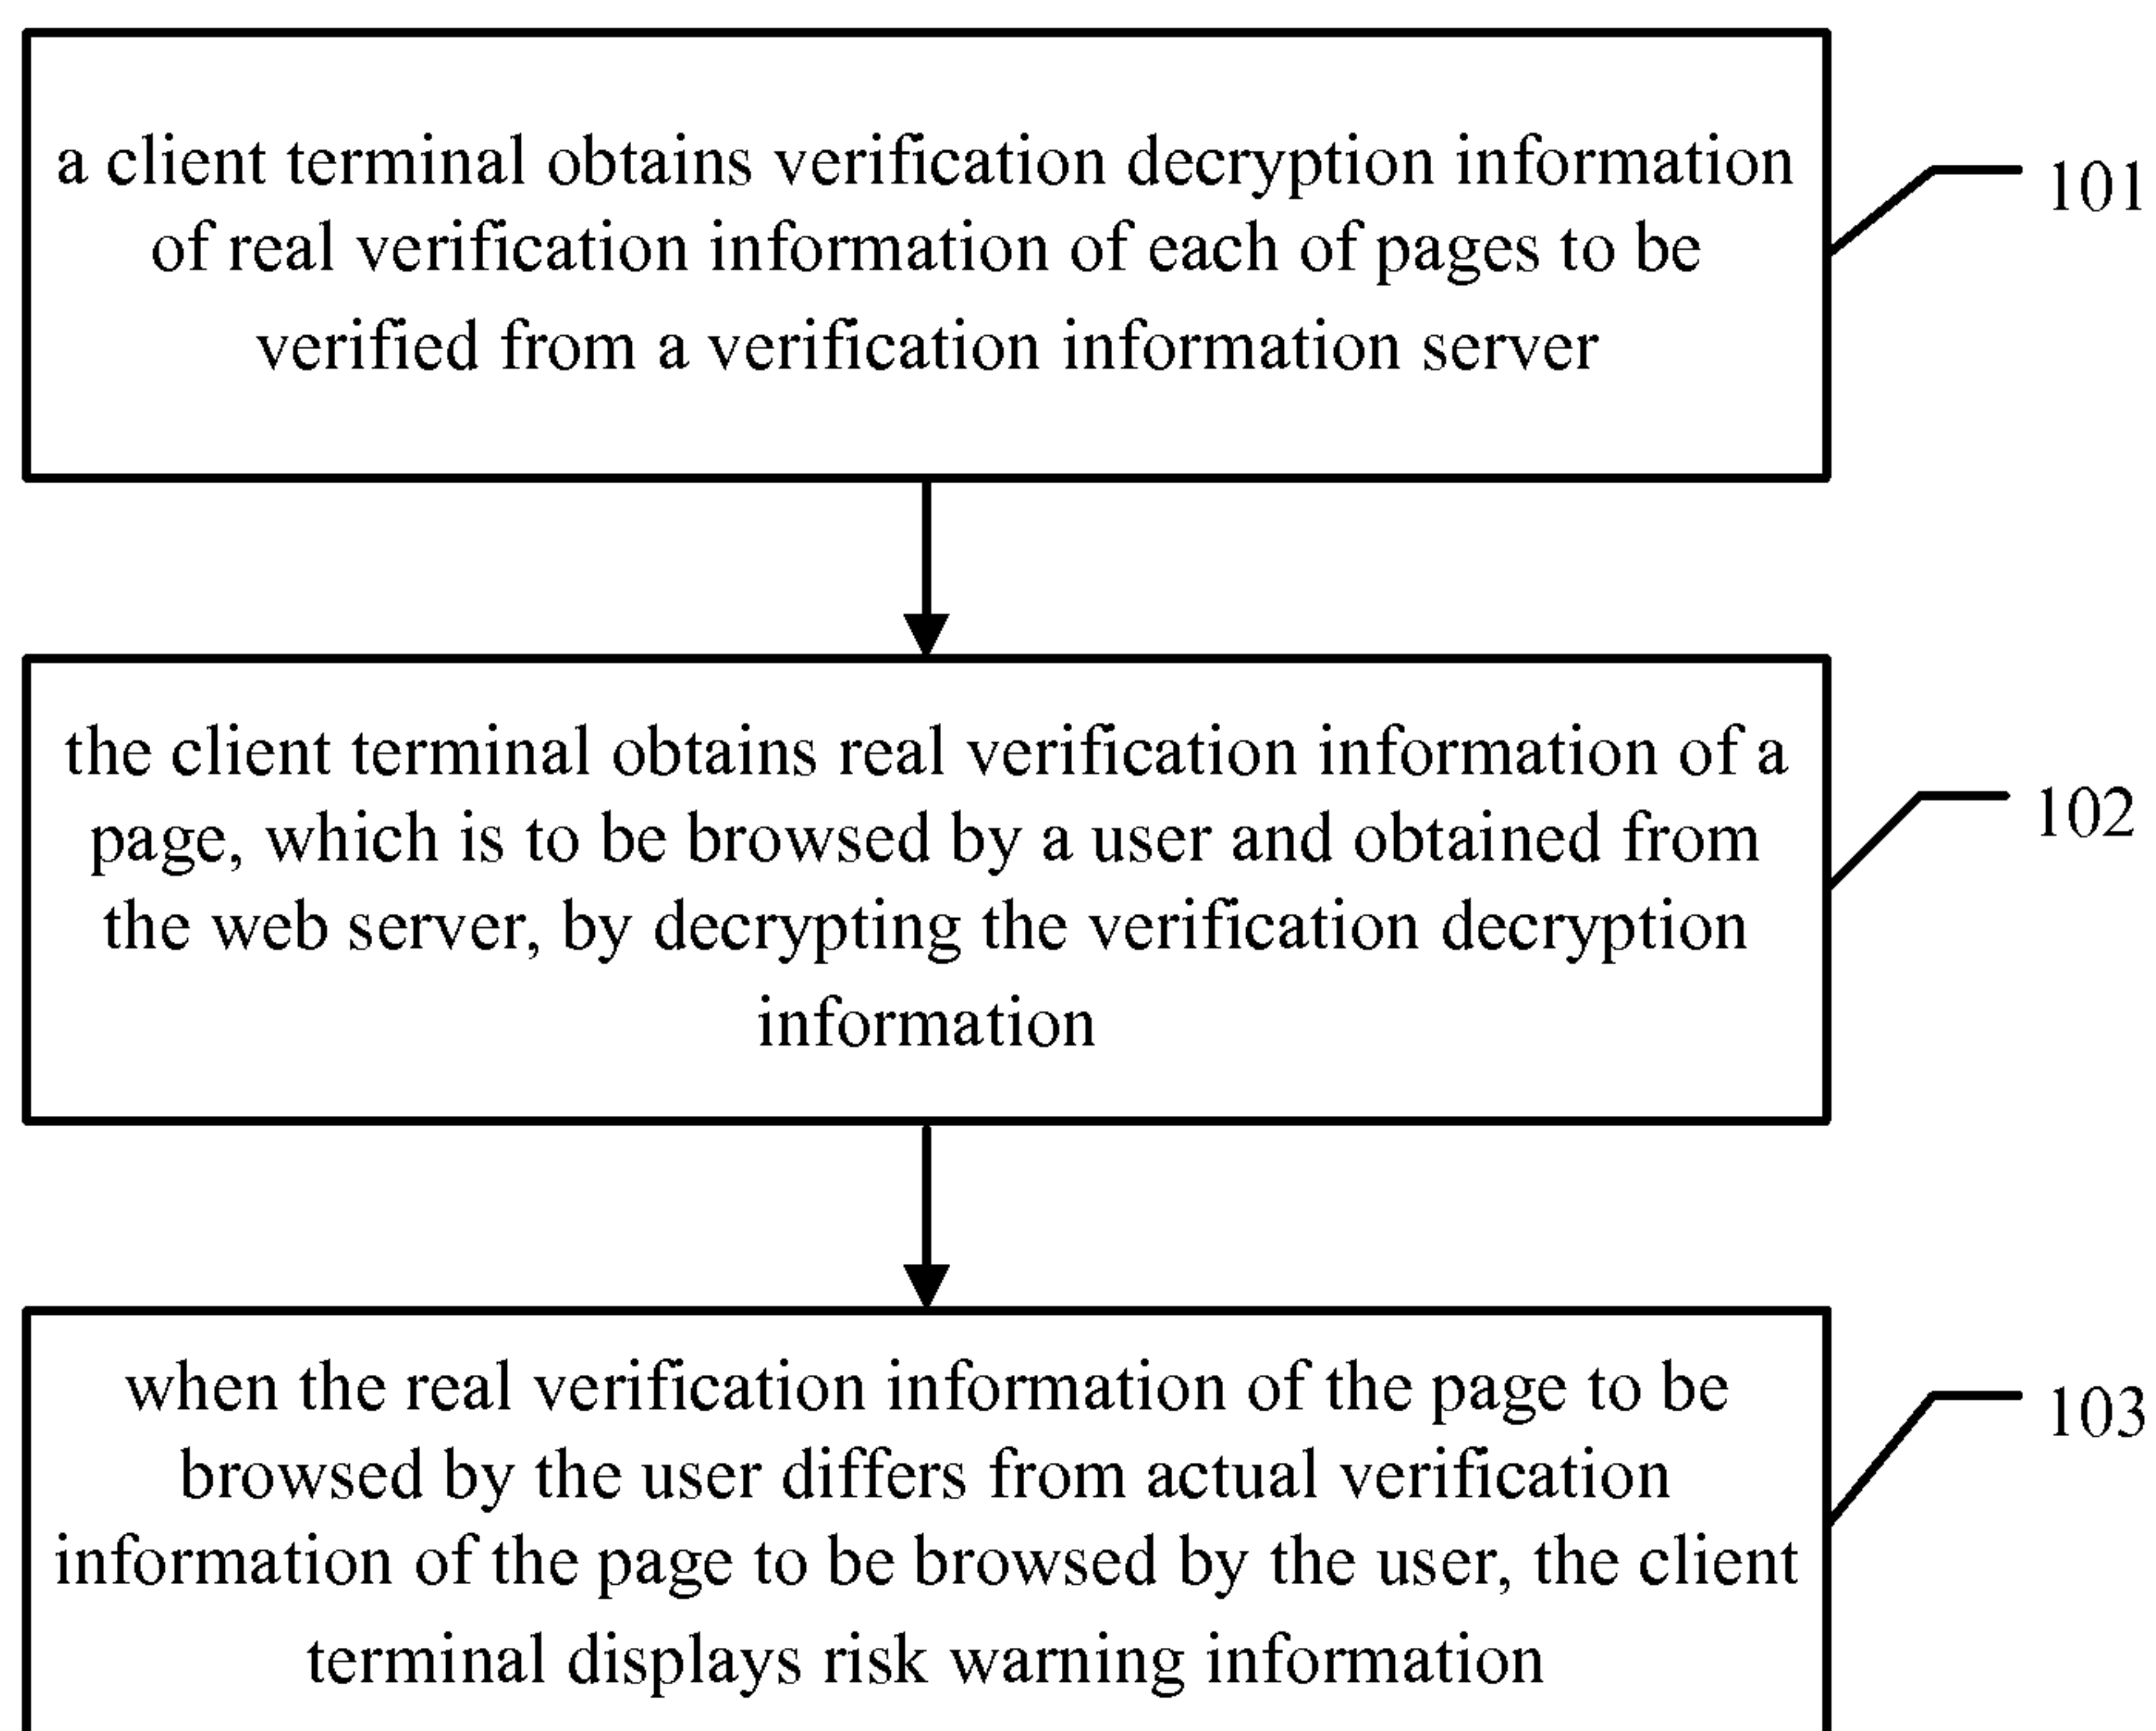 a client terminal obtains verification decryption information
of real verification information of each of pages to be
verified from a verification information server
101
the client terminal obtains real verification information of a
page, which is to be browsed by a user and obtained from
the web server, by decrypting the verification decryption
information
102
when the real verification information of the page to be
browsed by the user differs from actual verification
information of the page to be browsed by the user, the client
terminal displays risk warning information
103